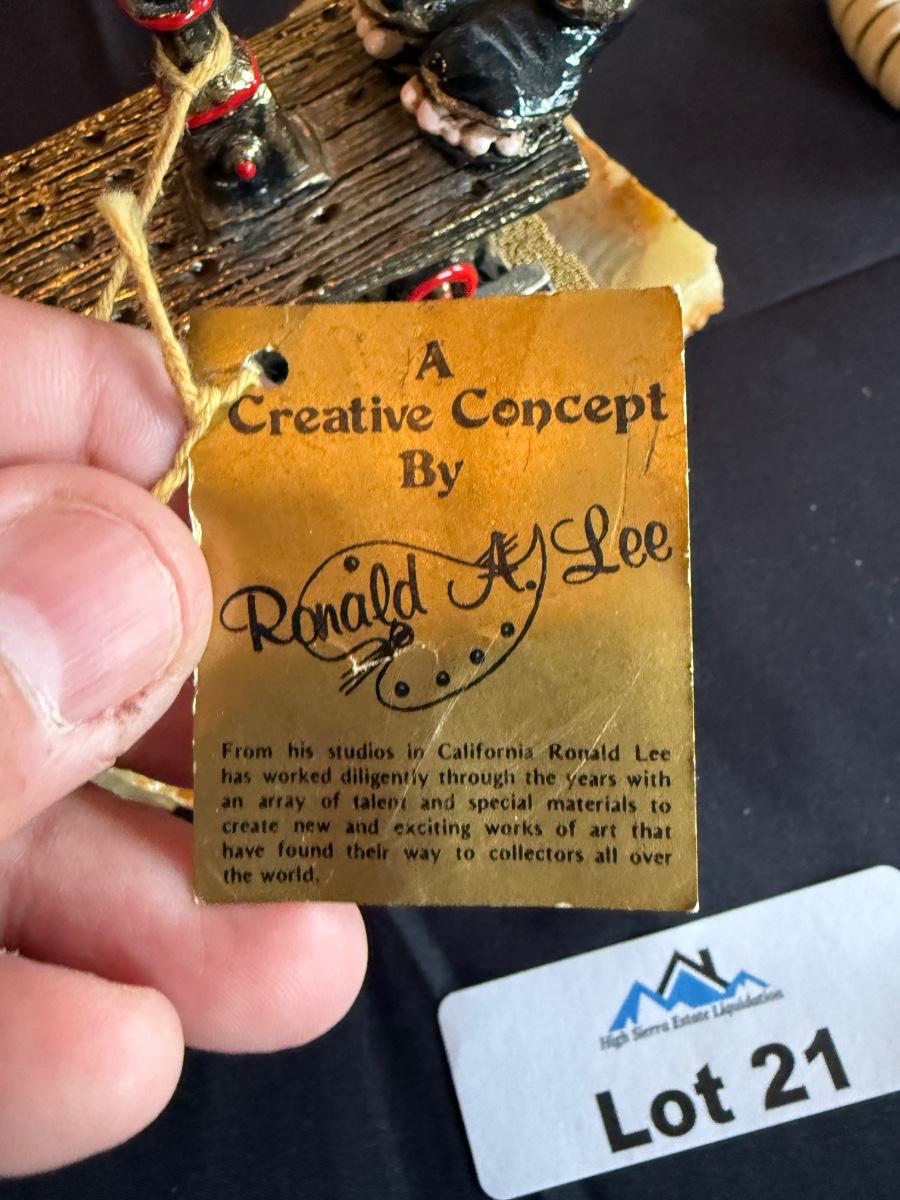 A
Creative Concept
By
Ronald A. Lee
From his studios in California Ronald Lee
has worked diligently through the years with
an array of talent and special materials to
create new and exciting works of art that
have found their way to collectors all over
the world.
High Sierra Estate Liquidation
Lot 21